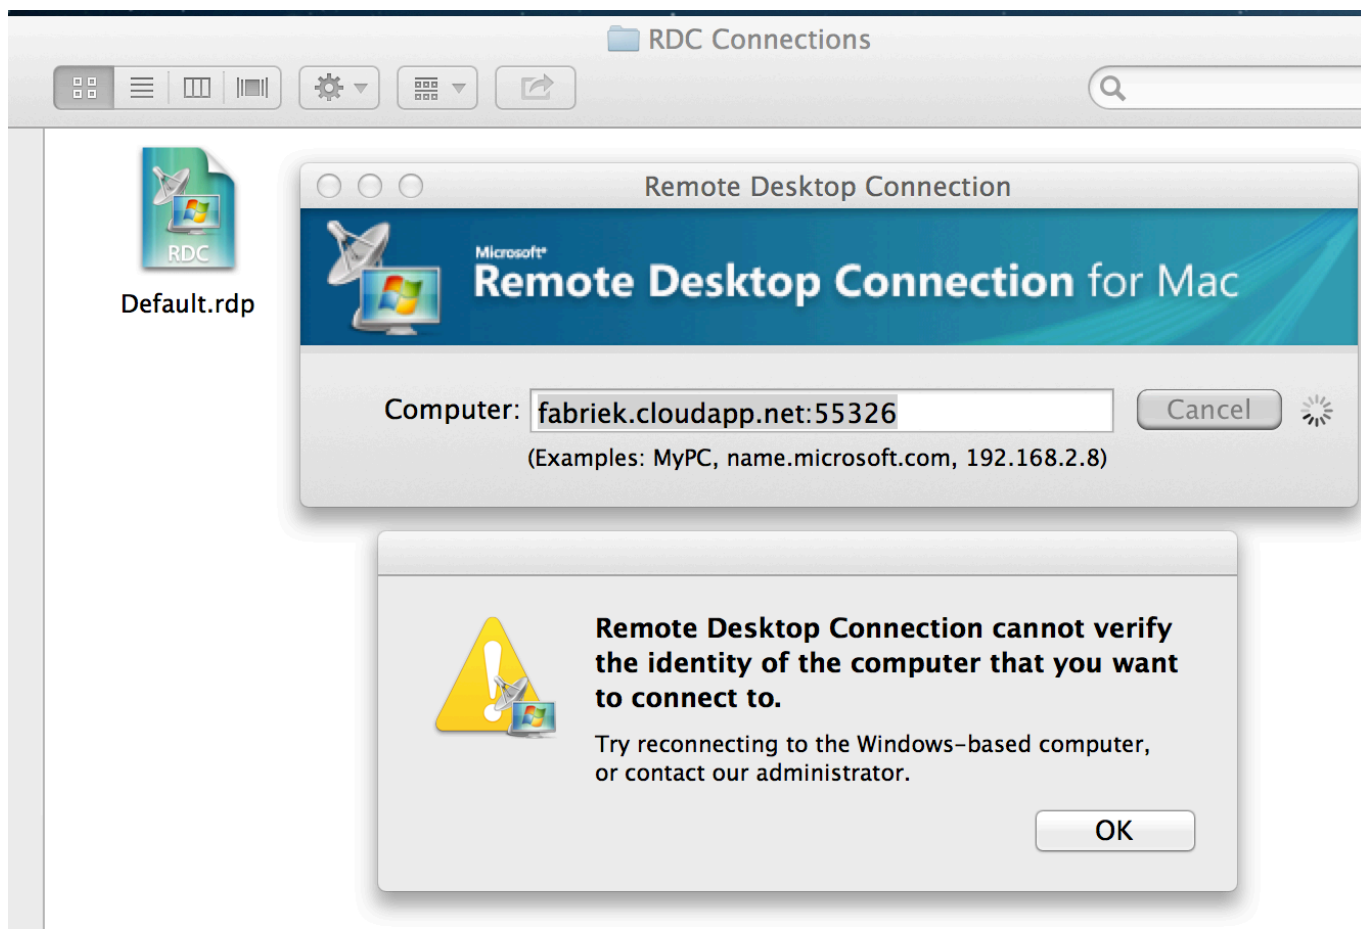 RDC Connections
RDC
Default.rdp
Remote Desktop Connection
Microsoft®
Remote Desktop Connection for Mac
Computer: fabriek.cloudapp.net:55326 Cancel
(Examples: MyPC, name.microsoft.com, 192.168.2.8)
Remote Desktop Connection cannot verify
the identity of the computer that you want
to connect to.
Try reconnecting to the Windows-based computer,
or contact our administrator.
OK